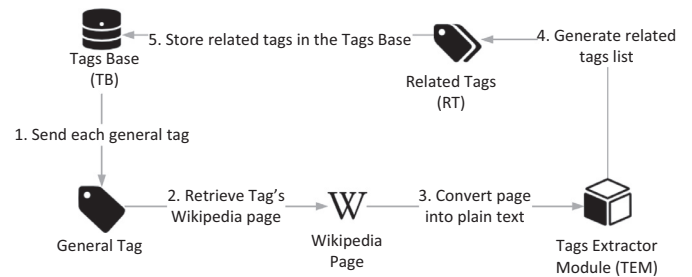 5. Store related tags in the Tags Base
4. Generate related
tags list
Tags Base
(TB)
Related Tags
(RT)
1. Send each general tag
2. Retrieve Tag's
Wikipedia page
W
3. Convert page
into plain text
General Tag
Wikipedia
Page
Tags Extractor
Module (TEM)